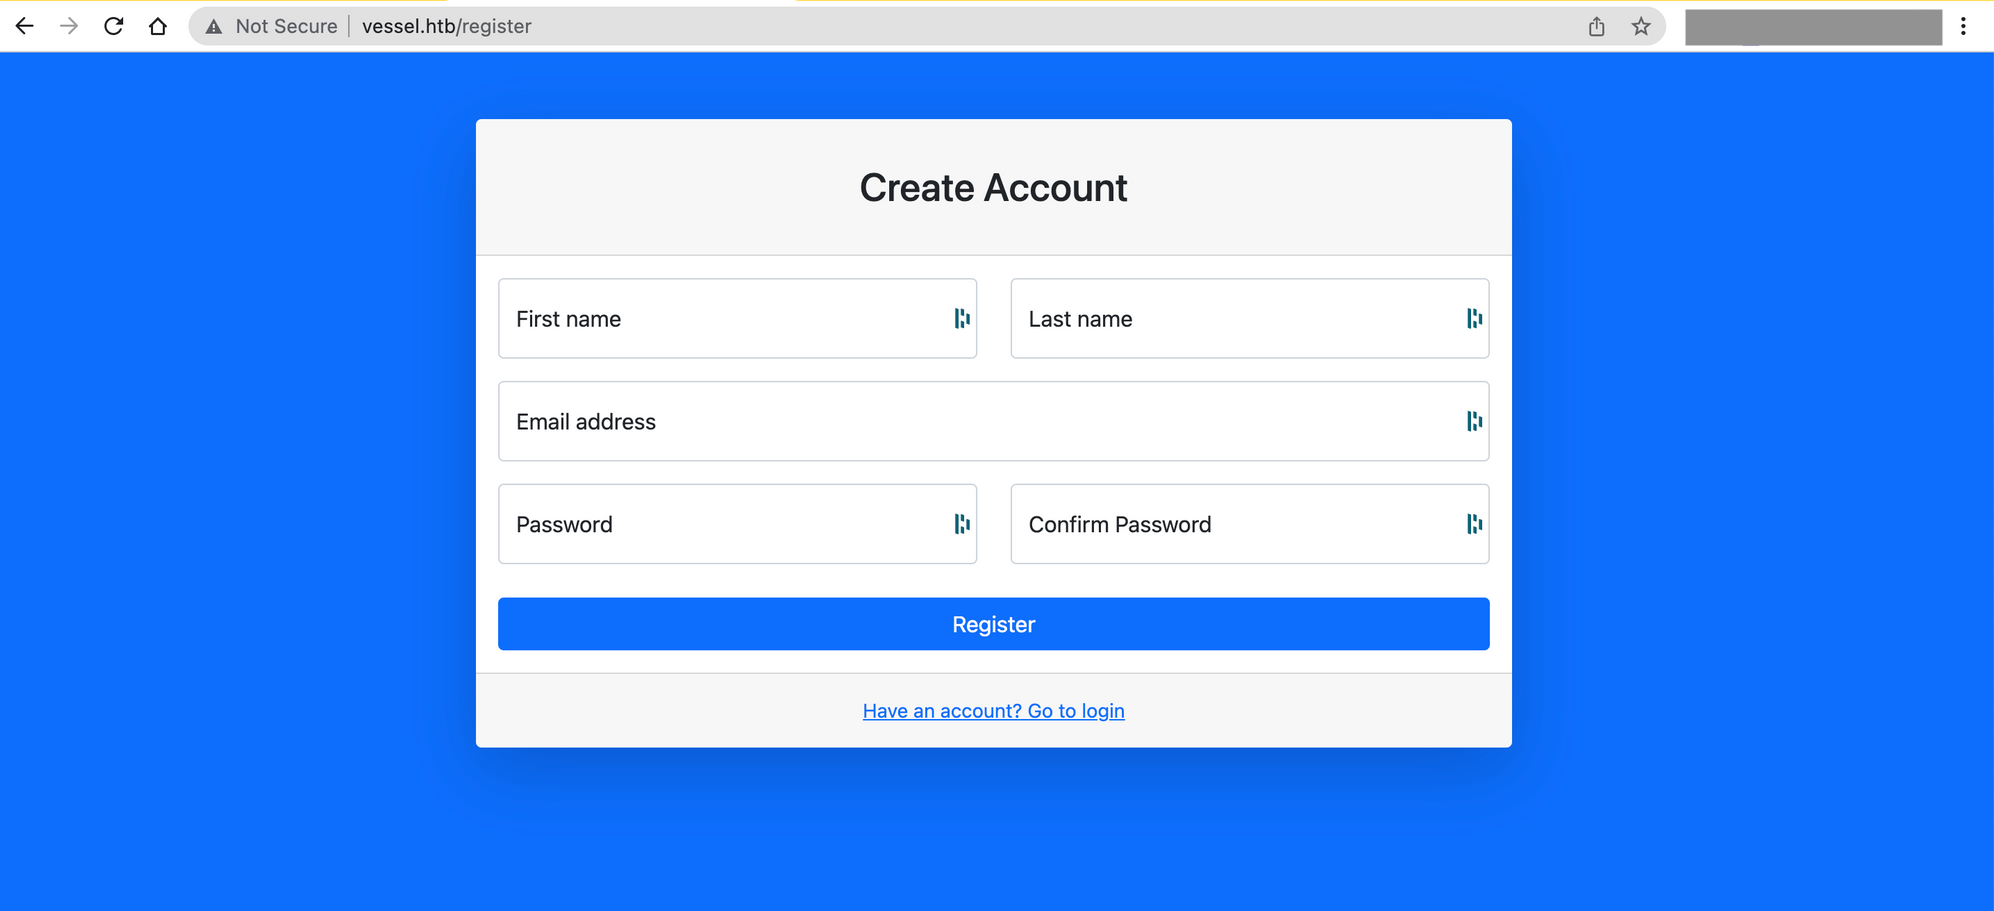 Not Secure | vessel.htb/register
Create Account
First name
Last name
Email address
Password
Confirm Password
Register
Have an account? Go to login